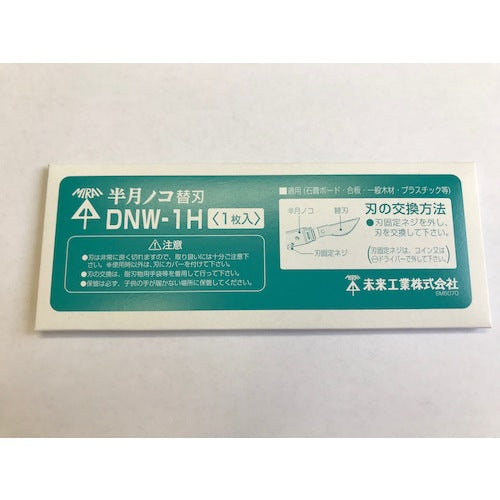 MIRAI
半月ノコ替刃
DNW-1H〈1枚入〉
⚠注意
●刃は非常に良く切れますので、取り扱いには十分ご注意下
さい。※使用時以外は、刃にカバーを付けて下さい。
●刃の交換は、耐刃物用手袋等を着用して行って下さい。
●保管は必ず、子供の手が届かない場所に保管してください。
■適用(石膏ボード・合板・一般木材・プラスチック等)
半月ノコ 替刃
刃固定ネジ
刃の交換方法
●刃固定ネジを外し、
刃を交換して下さい。
(刃固定ネジは、コイン又は
⊖ドライバーで外して下さい。)
MIRAI
未来工業株式会社
SM6070